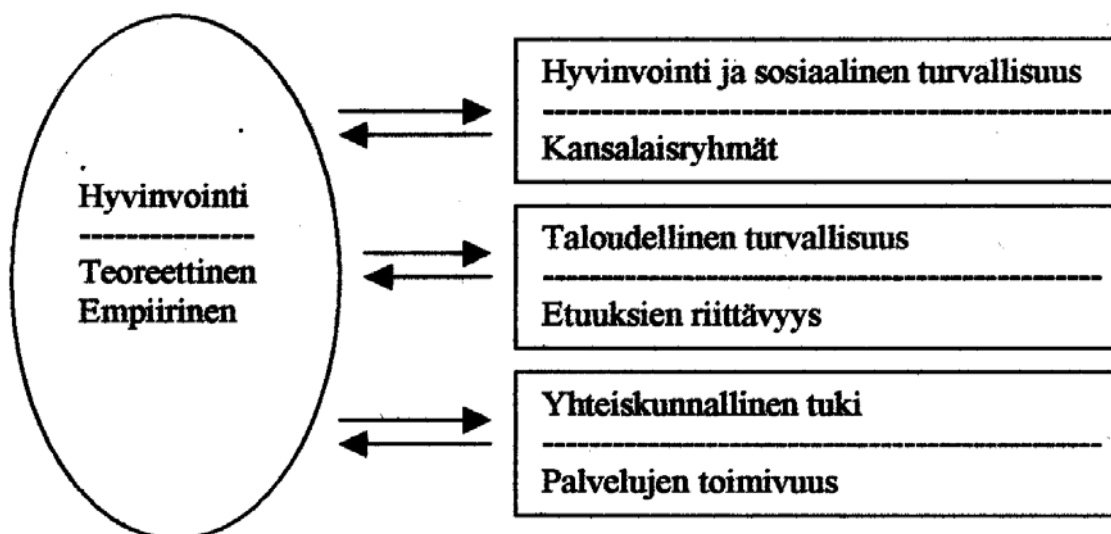 Hyvinvointi
Teoreettinen
Empiirinen
Hyvinvointi ja sosiaalinen turvallisuus
Kansalaisryhmät
Taloudellinen turvallisuus
Etuuksien riittävyys
Yhteiskunnallinen tuki
Palvelujen toimivuus